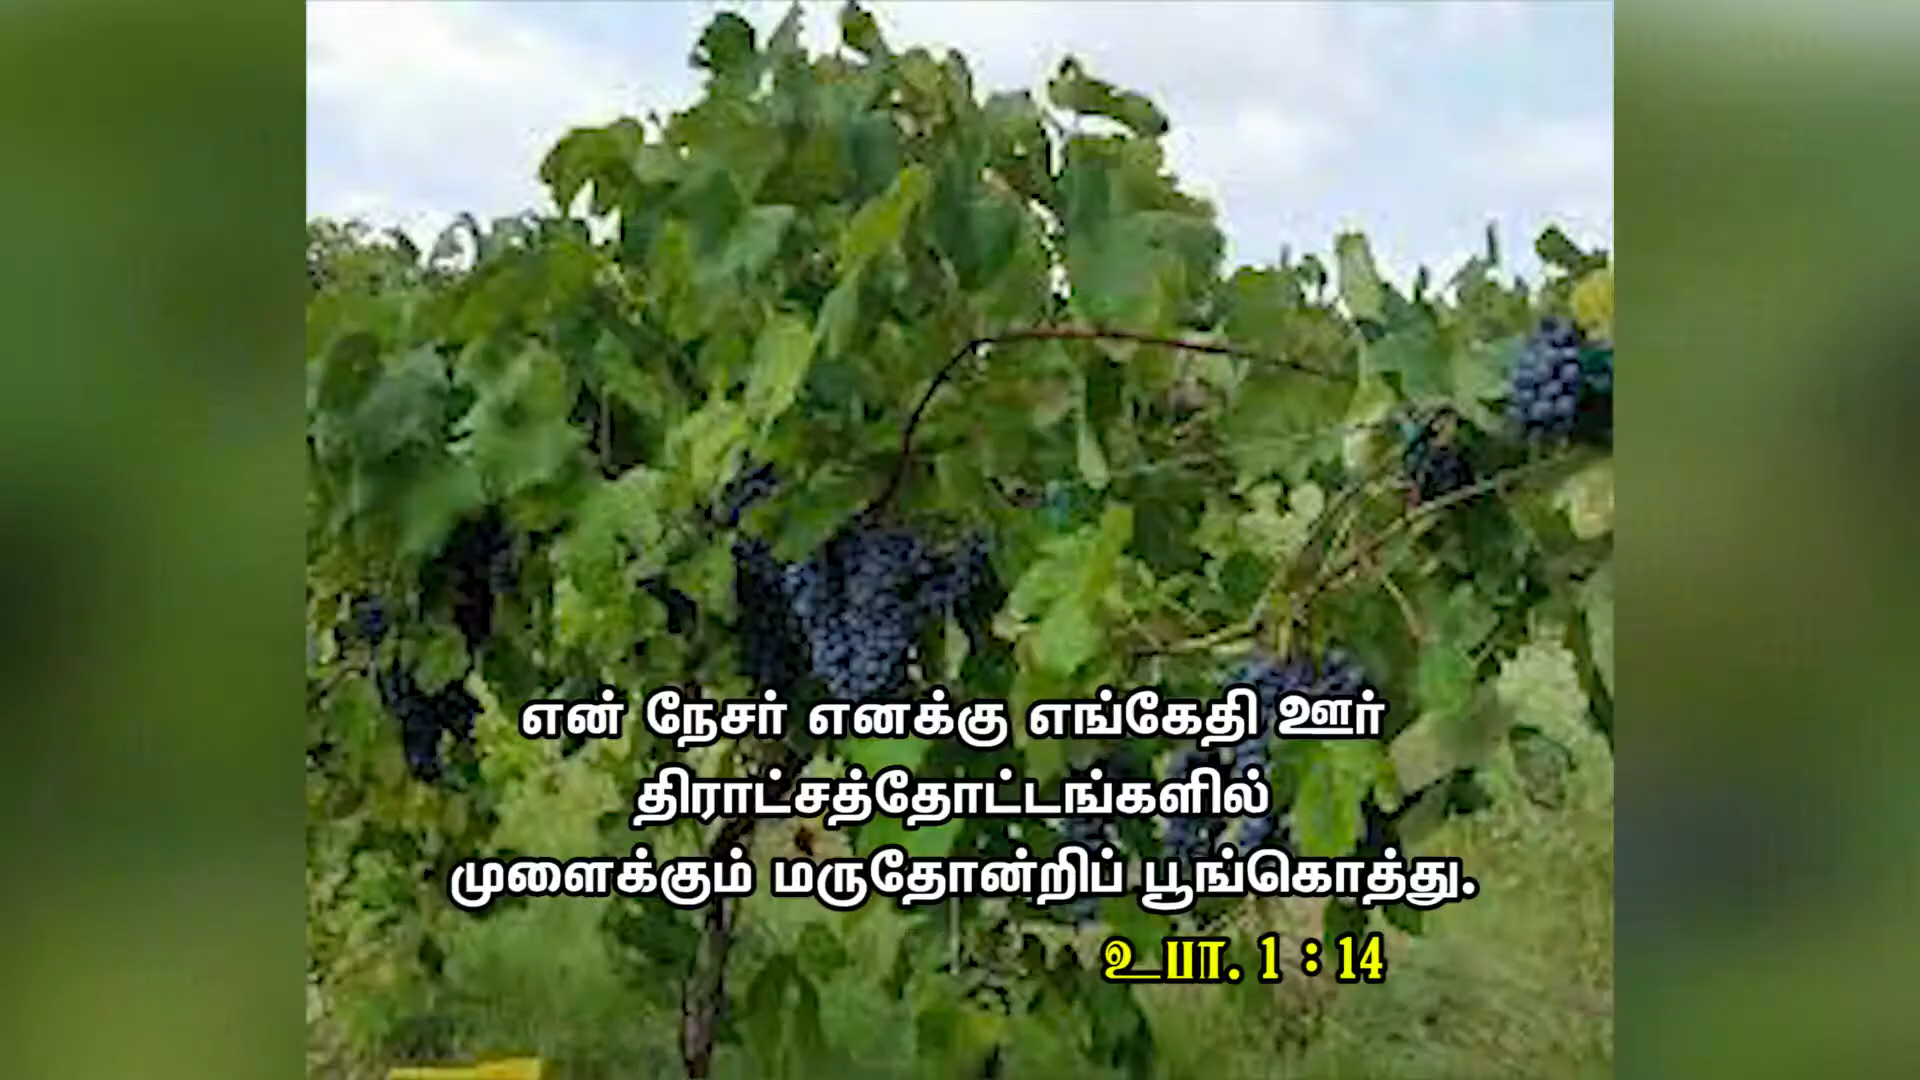 என் நேசர் எனக்கு எங்கேதி ஊர்
திராட்சத்தோட்டங்களில்
முளைக்கும் மருதோன்றிப் பூங்கொத்து.
உபா. 1 : 14